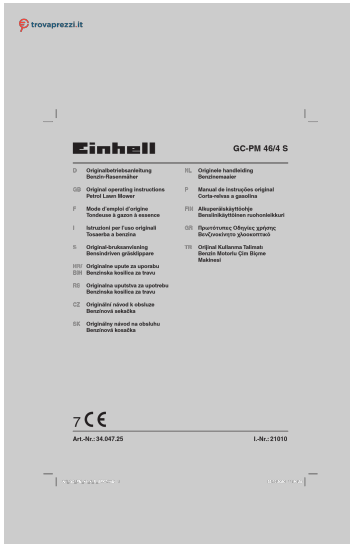 trovaprezzi.it
Einhell
GC-PM 46/4 S
D Originalbetriebsanleitung
Benzin-Rasenmäher
GB Original operating instructions
Petrol Lawn Mower
F Mode d'emploi d'origine
Tondeuse à gazon à essence
I Istruzioni per l'uso originali
Tosaerba a benzina
S Original-bruksanvisning
Bensindriven gräsklippare
HR/
BIH Originalne upute za uporabu
Benzinska kosilica za travu
RS Originalna uputstva za upotrebu
Benzinska kosilica za travu
CZ Originální návod k obsluze
Benzínová sekačka
SK Originálny návod na obsluhu
Benzínová kosačka
NL Originele handleiding
Benzinemaaier
P Manual de instruções original
Corta-relvas a gasolina
FIN Alkuperäiskäyttöohje
Bensiinikäyttöinen ruohonleikkuri
GR Πρωτότυπες Οδηγίες χρήσης
Βενζινοκίνητο χλοοκοπτικό
TR Orijinal Kullanma Talimatı
Benzin Motorlu Çim Biçme
Makinesi
7 CE
Art.-Nr.: 34.047.25
I.-Nr.: 21010